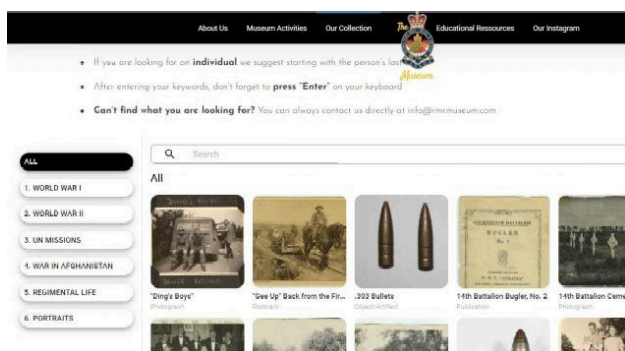 About Us Museum Activities Our Collection The Educational Ressources Our Instagram
Museum
If you are looking for an individual we suggest starting with the person's last
After entering your keywords, don't forget to press "Enter" on your keyboard
Can't find what you are looking for? You can always contact us directly at info@rmrmuseum.com
Search
ALL
All
1. WORLD WAR I
2. WORLD WAR II
3. UN MISSIONS
4. WAR IN AFGHANISTAN
5. REGIMENTAL LIFE
6. PORTRAITS
"Ding's Boys" "Gee Up" Back from the Fir... .303 Bullets 14th Battalion Bugler, No. 2 14th Battalion Ceme
Photograph Postcard Object/Artifact Publication Photograph
BUGLER
No. 2